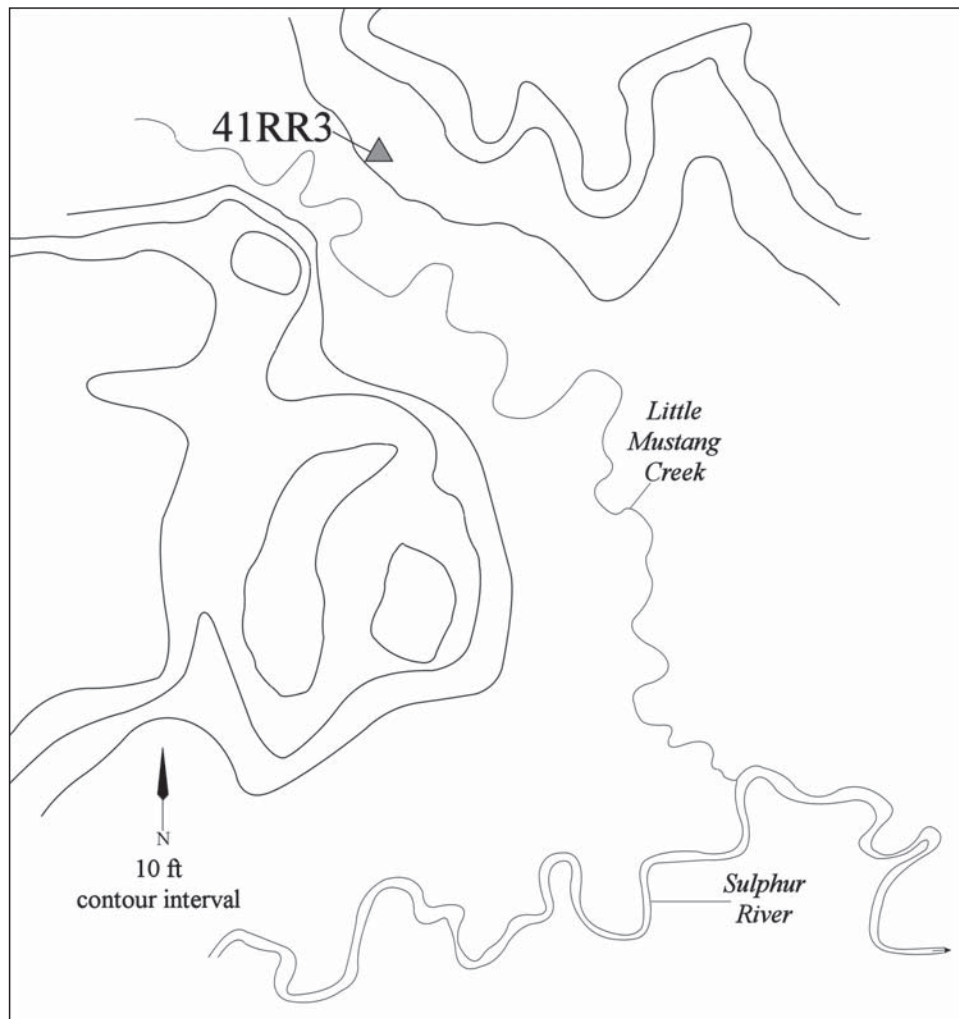 41RR3
Little
Mustang
Creek
N
10 ft
contour interval
Sulphur
River